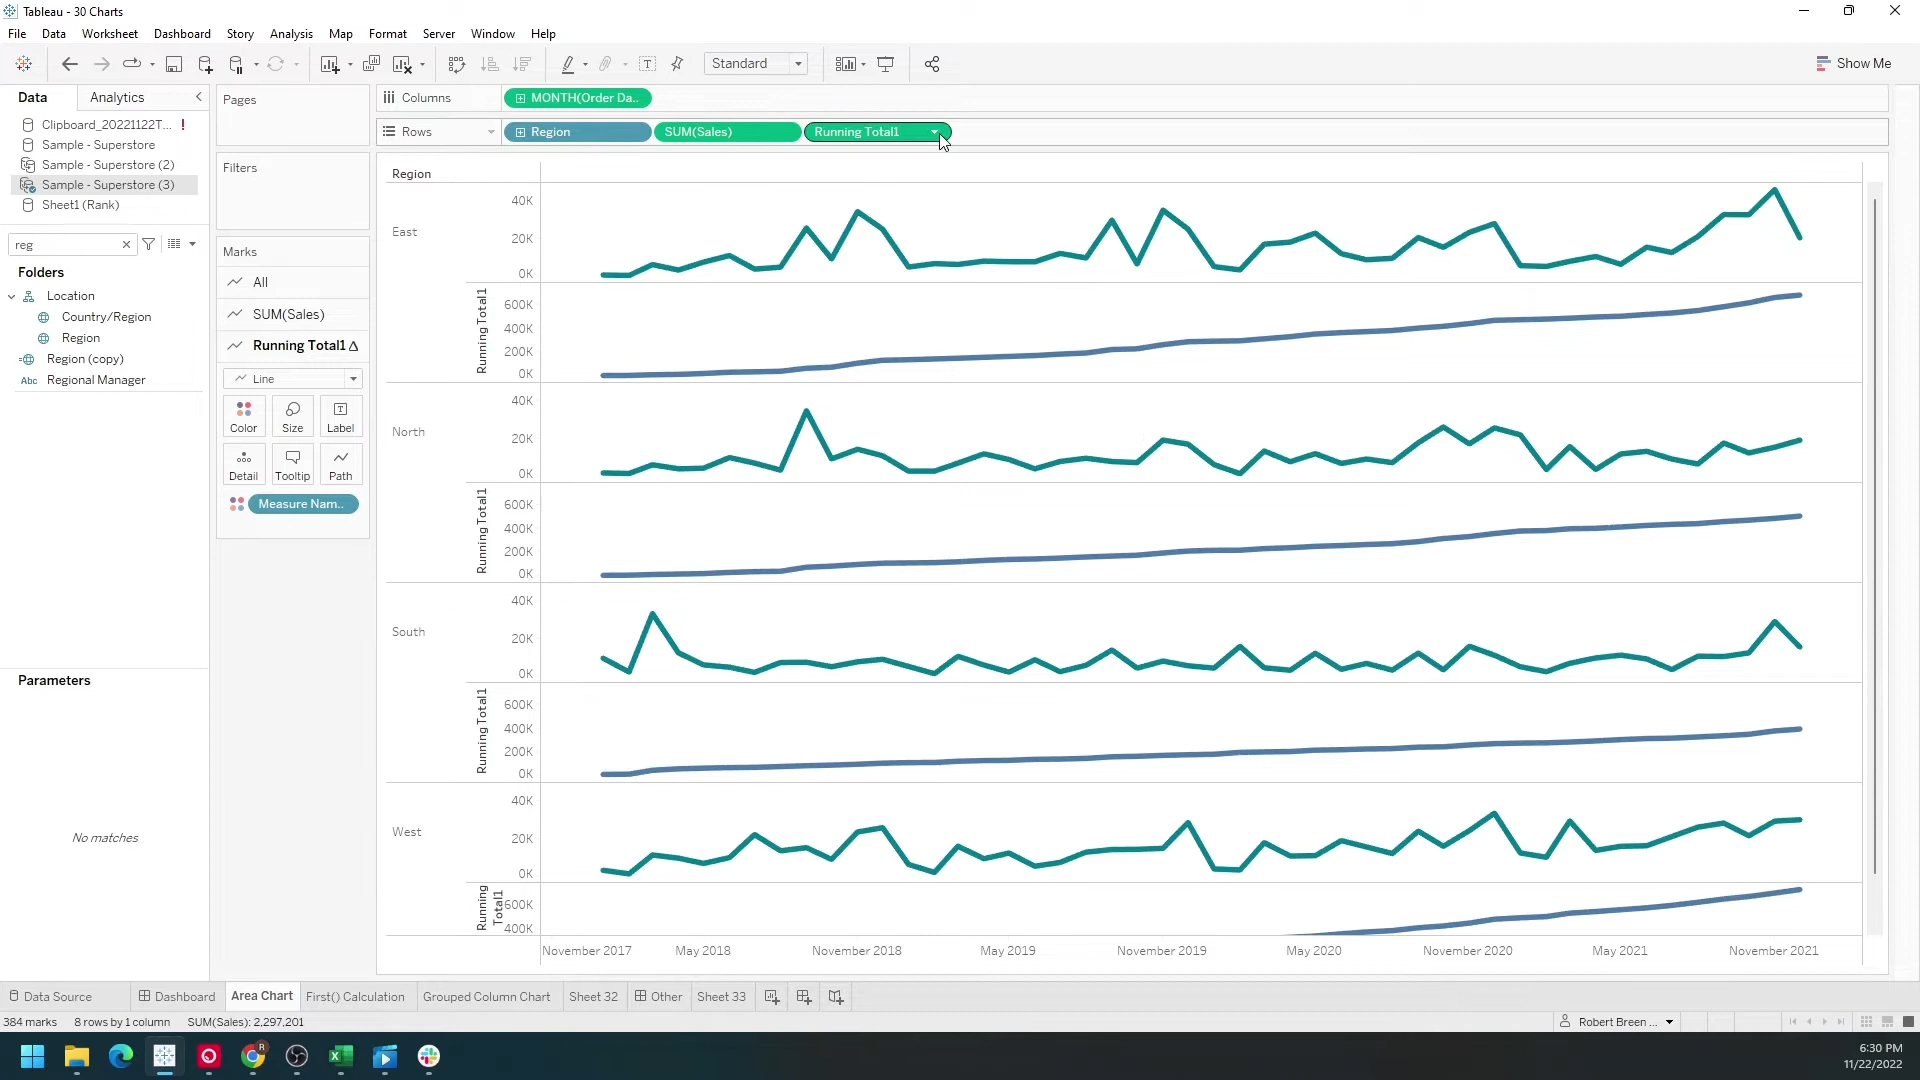 Tableau - 30 Charts
File Data Worksheet Dashboard Story Analysis Map Format Server Window Help
Standard
Show Me
Data Analytics
Clipboard_20221122T... !
Sample - Superstore
Sample - Superstore (2)
Sample - Superstore (3)
Sheet1 (Rank)
reg
Folders
Location
Country/Region
Region
Region (copy)
Abc Regional Manager
Parameters
No matches
Pages
Filters
Marks
All
SUM(Sales)
Running Total1 Δ
Line
Color Size Label
Detail Tooltip Path
Measure Nam..
Columns MONTH(Order Da..
Rows Region SUM(Sales) Running Total1
Region
East
40K
20K
0K
Running Total1
600K
400K
200K
0K
North
40K
20K
0K
Running Total1
600K
400K
200K
0K
South
40K
20K
0K
Running Total1
600K
400K
200K
0K
West
40K
20K
0K
Running
Total1
600K
400K
November 2017 May 2018 November 2018 May 2019 November 2019 May 2020 November 2020 May 2021 November 2021
Data Source Dashboard Area Chart First() Calculation Grouped Column Chart Sheet 32 Other Sheet 33
384 marks 8 rows by 1 column SUM(Sales): 2,297,201
Robert Breen ...
R
6:30 PM
11/22/2022